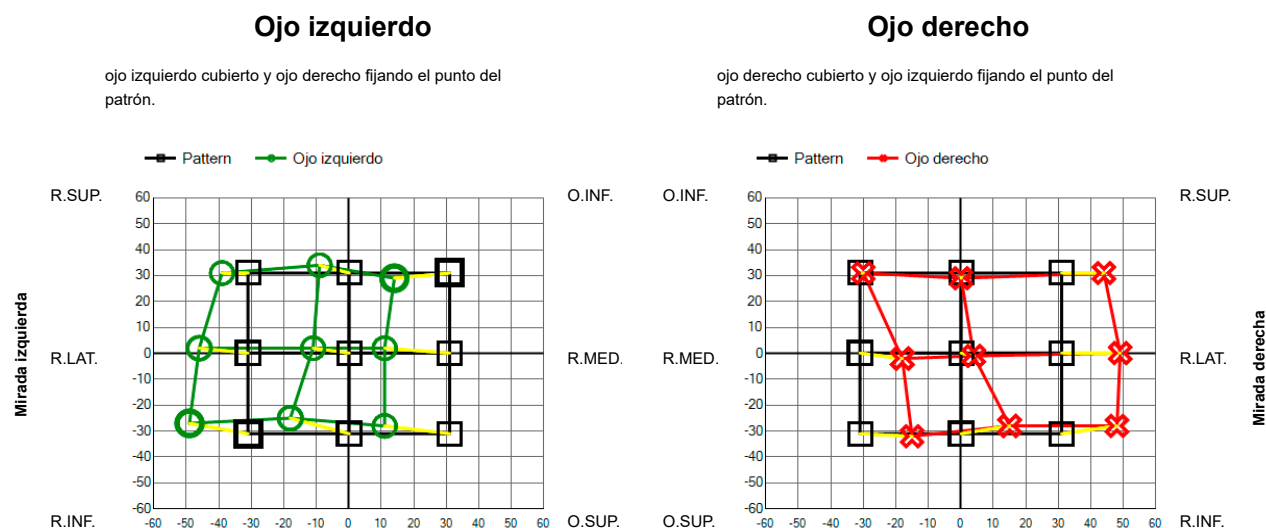 Ojo izquierdo
ojo izquierdo cubierto y ojo derecho fijando el punto del
patrón.
Pattern
Ojo izquierdo
R.SUP.
O.INF.
60
50
40
30
20
10
0
-10
-20
-30
-40
-50
-60
Mirada izquierda
R.LAT.
R.MED.
R.INF.
-60 -50 -40 -30 -20 -10 0 10 20 30 40 50 60
O.SUP.
Ojo derecho
ojo derecho cubierto y ojo izquierdo fijando el punto del
patrón.
Pattern
Ojo derecho
O.INF.
R.SUP.
60
50
40
30
20
10
0
-10
-20
-30
-40
-50
-60
R.MED.
R.LAT.
Mirada derecha
O.SUP.
-60 -50 -40 -30 -20 -10 0 10 20 30 40 50 60
R.INF.